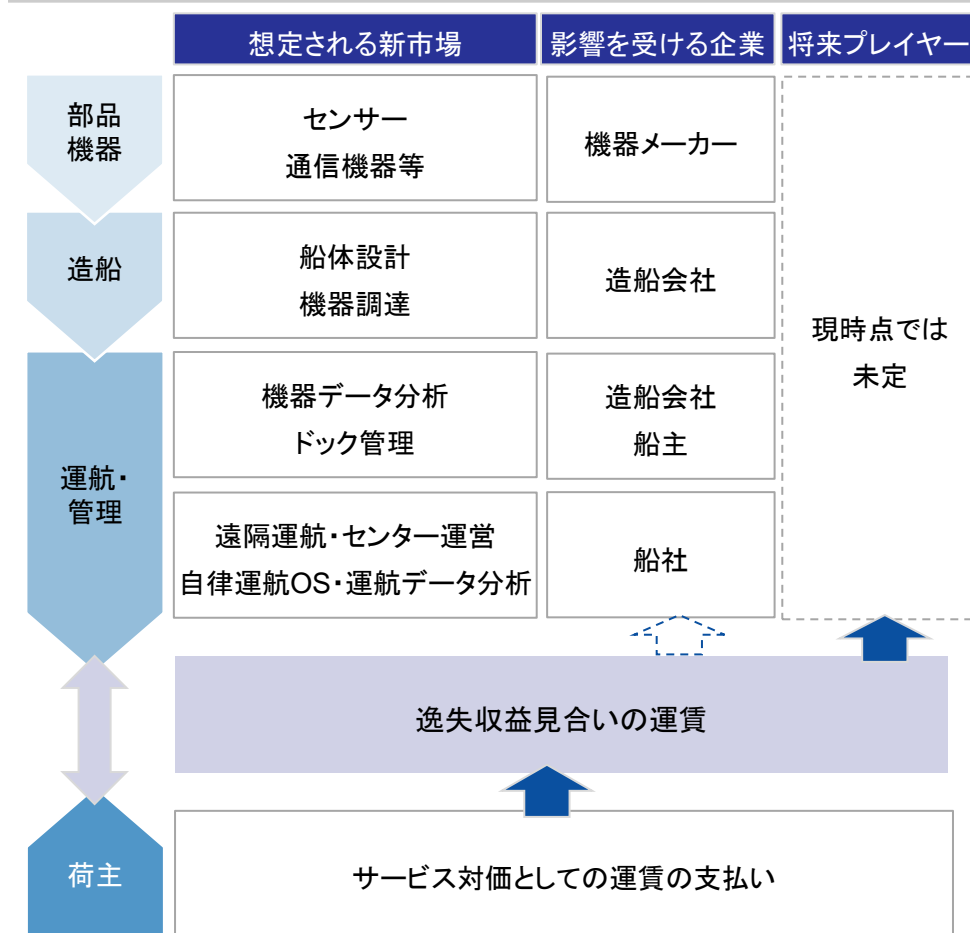 想定される新市場
影響を受ける企業
将来プレイヤー
部品
機器
センサー
通信機器等
機器メーカー
造船
船体設計
機器調達
造船会社
現時点では
未定
運航・
管理
機器データ分析
ドック管理
造船会社
船主
遠隔運航・センター運営
自律運航OS・運航データ分析
船社
逸失収益見合いの運賃
荷主
サービス対価としての運賃の支払い